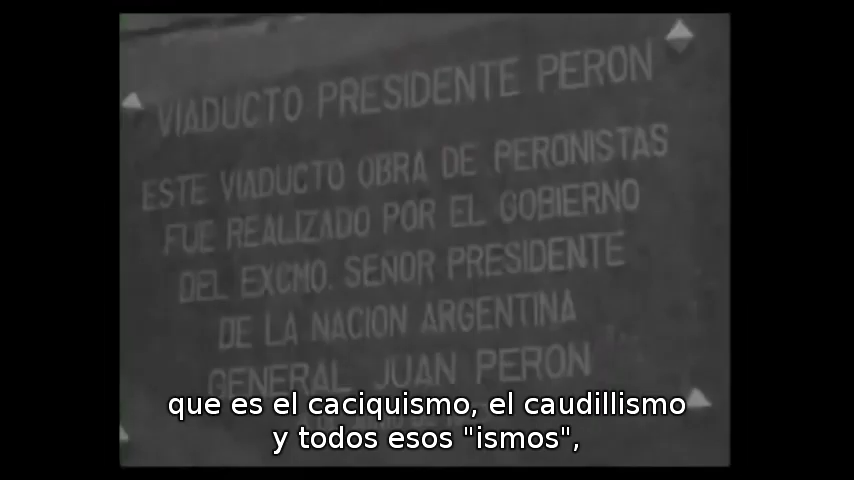 VIADUCTO PRESIDENTE PERON
ESTE VIADUCTO OBRA DE PERONISTAS
FUE REALIZADO POR EL GOBIERNO
DEL EXCMO. SEÑOR PRESIDENTE
DE LA NACION ARGENTINA
GENERAL JUAN PERON
que es el caciquismo, el caudillismo
y todos esos "ismos",